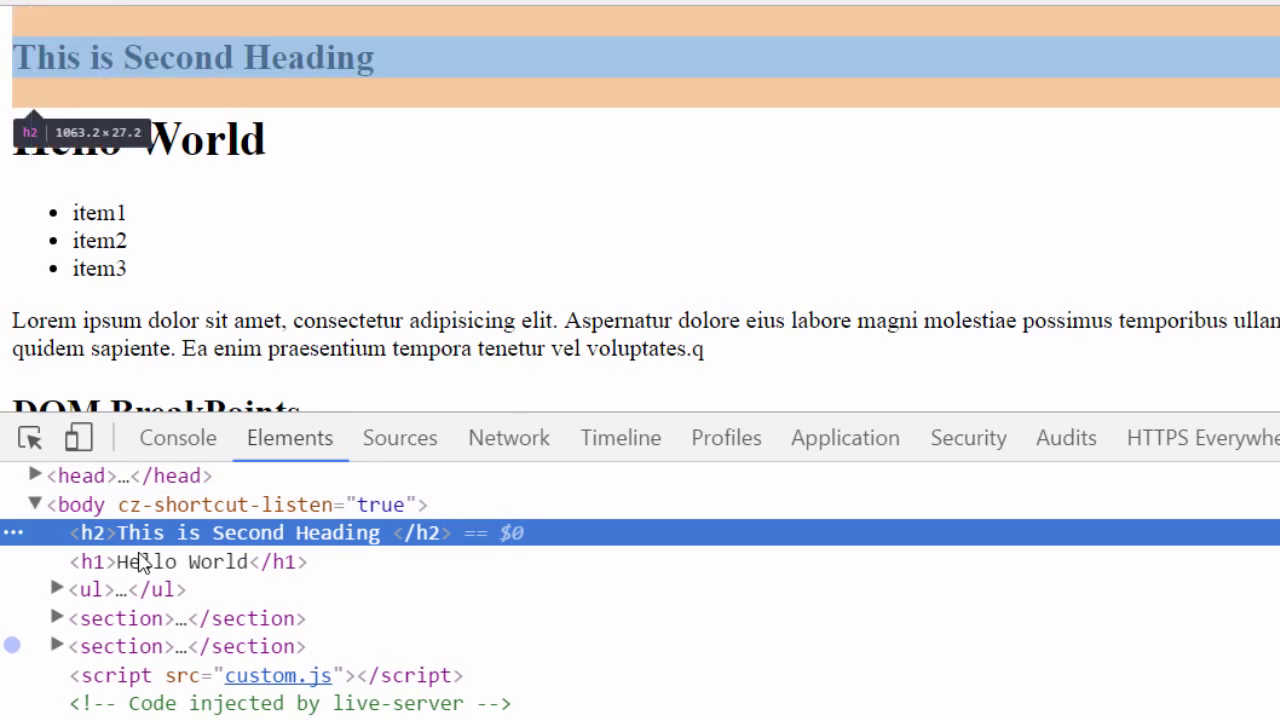 This is Second Heading
h2 | 1063.2 × 27.2
Hello World
• item1
• item2
• item3
Lorem ipsum dolor sit amet, consectetur adipisicing elit. Aspernatur dolore eius labore magni molestiae possimus temporibus ullam
quidem sapiente. Ea enim praesentium tempora tenetur vel voluptates.q
DOM BreakPoints
Console Elements Sources Network Timeline Profiles Application Security Audits HTTPS Everywhe
<head>…</head>
<body cz-shortcut-listen="true">
<h2>This is Second Heading </h2> == $0
<h1>Hello World</h1>
<ul>…</ul>
<section>…</section>
<section>…</section>
<script src="custom.js"></script>
<!-- Code injected by live-server -->